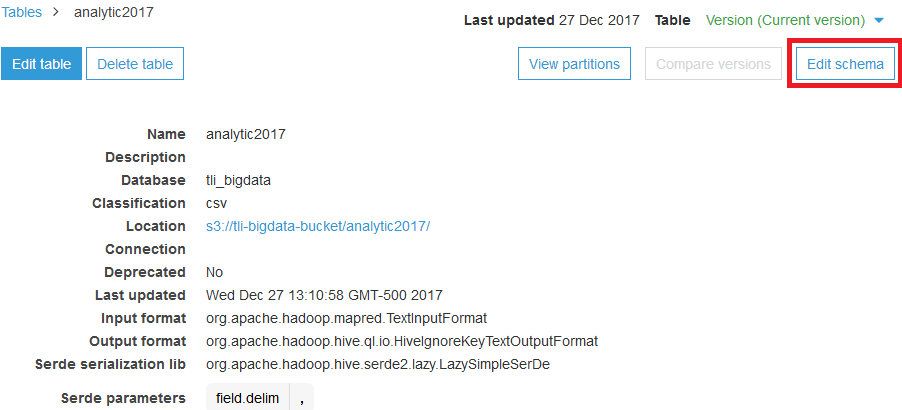 Tables > analytic2017
Last updated 27 Dec 2017 Table Version (Current version)
Edit table Delete table View partitions Compare versions Edit schema
Name analytic2017
Description
Database tli_bigdata
Classification csv
Location s3://tli-bigdata-bucket/analytic2017/
Connection
Deprecated No
Last updated Wed Dec 27 13:10:58 GMT-500 2017
Input format org.apache.hadoop.mapred.TextInputFormat
Output format org.apache.hadoop.hive.ql.io.HiveIgnoreKeyTextOutputFormat
Serde serialization lib org.apache.hadoop.hive.serde2.lazy.LazySimpleSerDe
Serde parameters field.delim ,